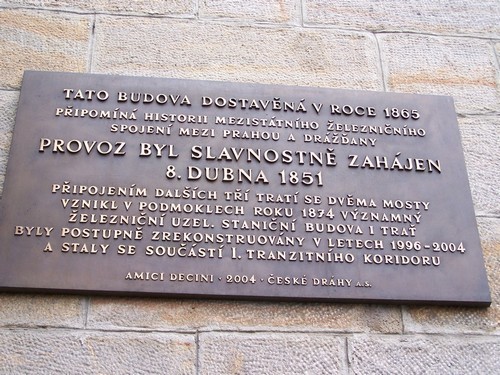 TATO BUDOVA DOSTAVĚNÁ V ROCE 1865
PŘIPOMÍNÁ HISTORII MEZISTÁTNÍHO ŽELEZNIČNÍHO
SPOJENÍ MEZI PRAHOU A DRÁŽĎANY
PROVOZ BYL SLAVNOSTNĚ ZAHÁJEN
8. DUBNA 1851
PŘIPOJENÍM DALŠÍCH TŘÍ TRATÍ SE DVĚMA MOSTY
VZNIKL V PODMOKLECH ROKU 1874 VÝZNAMNÝ
ŽELEZNIČNÍ UZEL. STANIČNÍ BUDOVA I TRAŤ
BYLY POSTUPNĚ ZREKONSTRUOVÁNY V LETECH 1996-2004
A STALY SE SOUČÁSTÍ I. TRANZITNÍHO KORIDORU
AMICI DECINI · 2004 · ČESKÉ DRÁHY A.S.